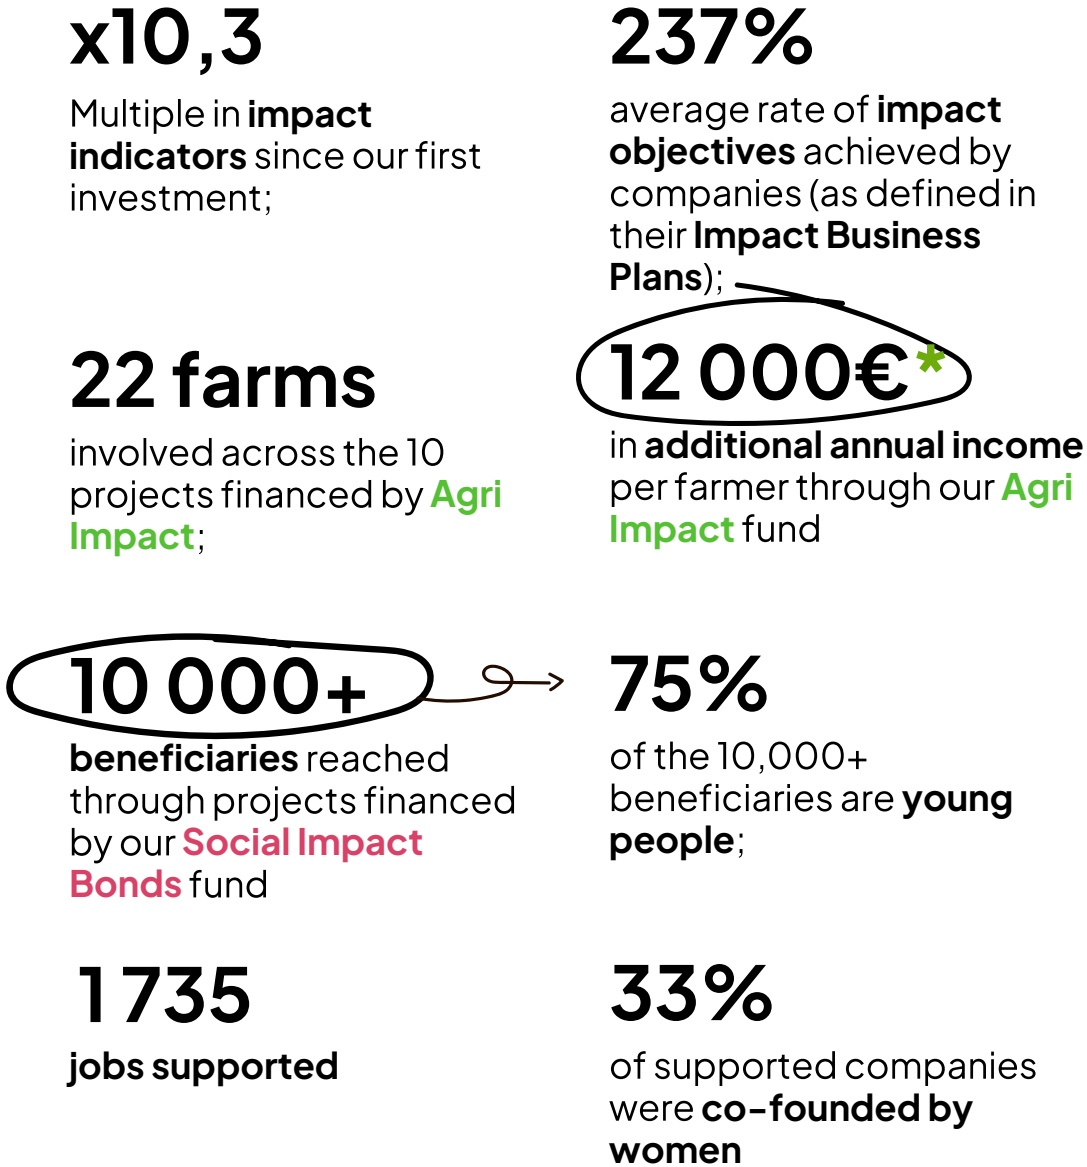 x10,3
Multiple in impact
indicators since our first
investment;
237%
average rate of impact
objectives achieved by
companies (as defined in
their Impact Business
Plans);
22 farms
involved across the 10
projects financed by Agri
Impact;
12 000€*
in additional annual income
per farmer through our Agri
Impact fund
10 000+
beneficiaries reached
through projects financed
by our Social Impact
Bonds fund
75%
of the 10,000+
beneficiaries are young
people;
1 735
jobs supported
33%
of supported companies
were co-founded by
women